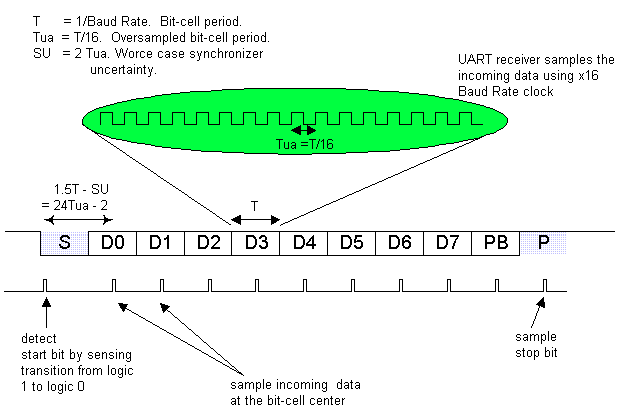 T = 1/Baud Rate. Bit-cell period.
Tua = T/16. Oversampled bit-cell period.
SU = 2 Tua. Worce case synchronizer
uncertainty.
UART receiver samples the
incoming data using x16
Baud Rate clock
Tua =T/16
1.5T - SU
= 24Tua - 2
T
S D0 D1 D2 D3 D4 D5 D6 D7 PB P
detect
start bit by sensing
transition from logic
1 to logic 0
sample incoming data
at the bit-cell center
sample
stop bit